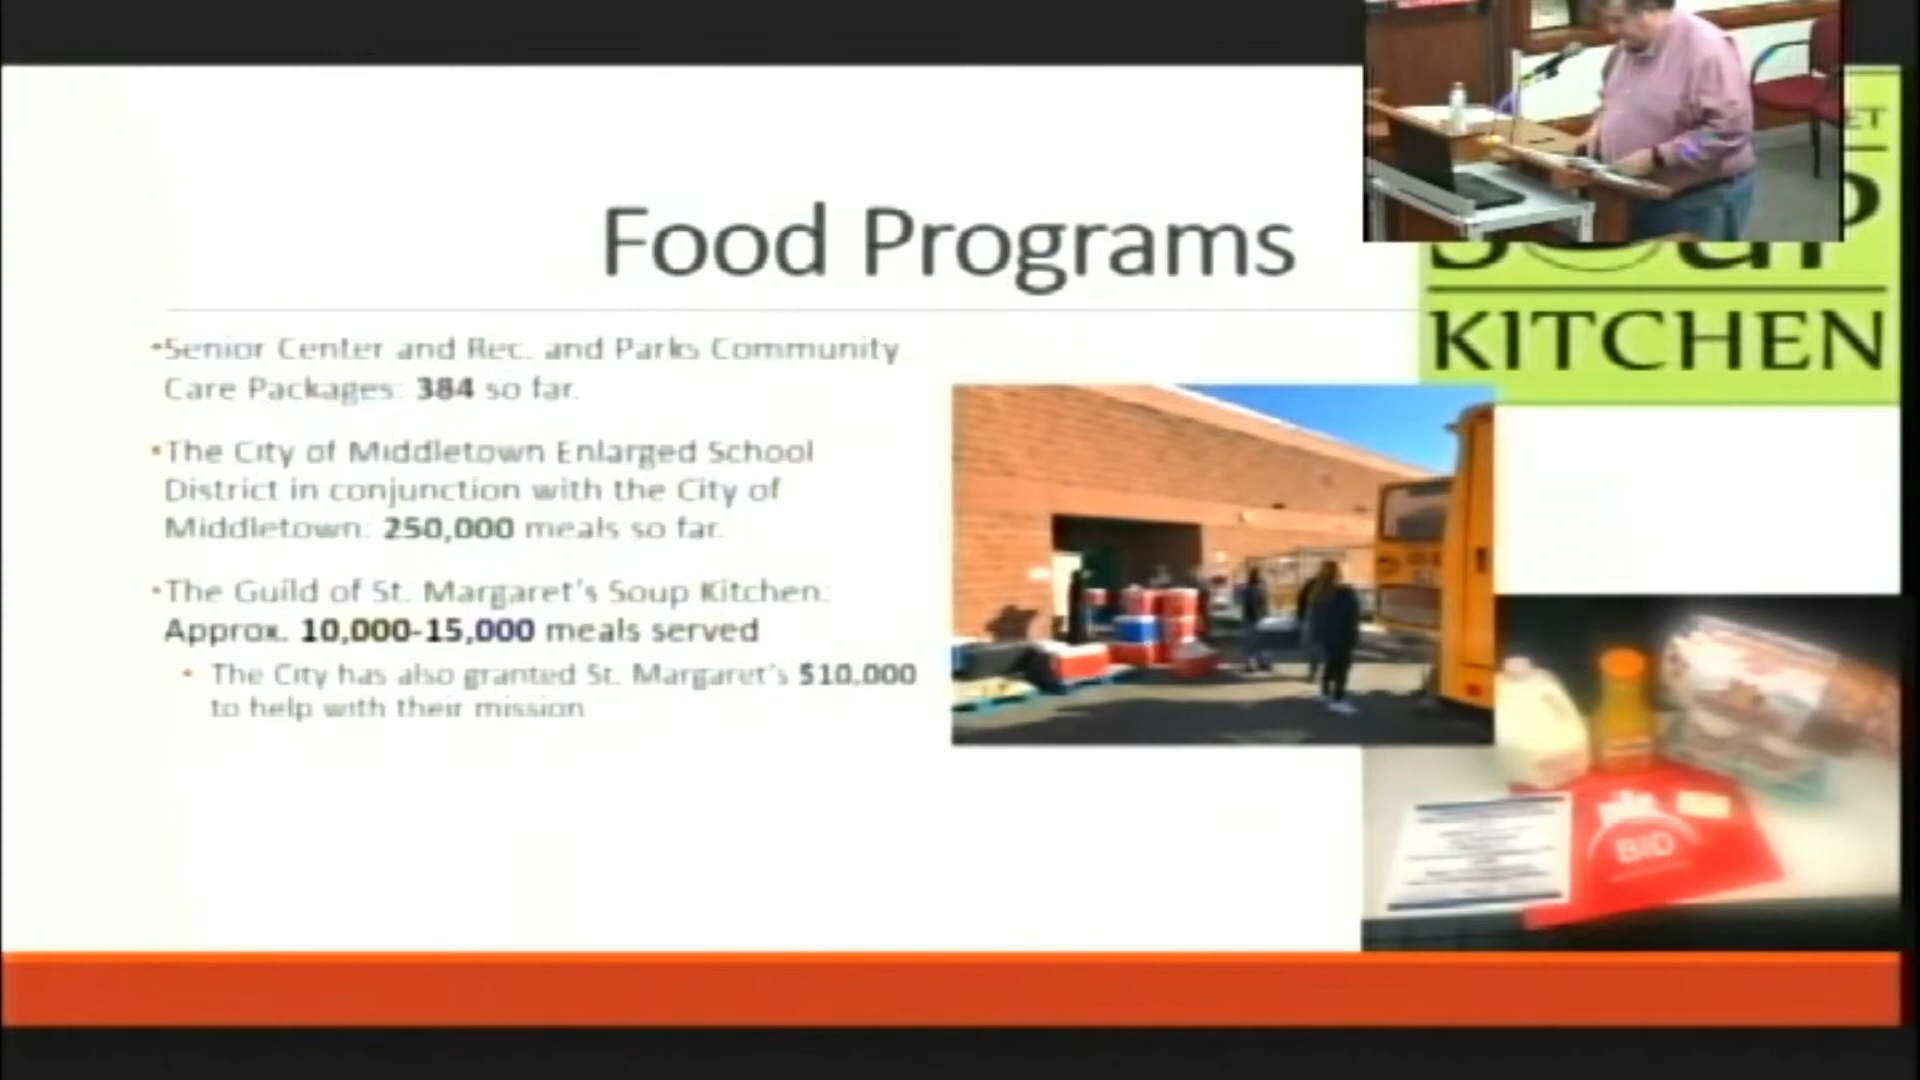 Food Programs
•Senior Center and Rec. and Parks Community
Care Packages: 384 so far.
•The City of Middletown Enlarged School
District in conjunction with the City of
Middletown: 250,000 meals so far.
•The Guild of St. Margaret's Soup Kitchen:
Approx. 10,000-15,000 meals served
• The City has also granted St. Margaret's $10,000
to help with their mission
KITCHEN
BID